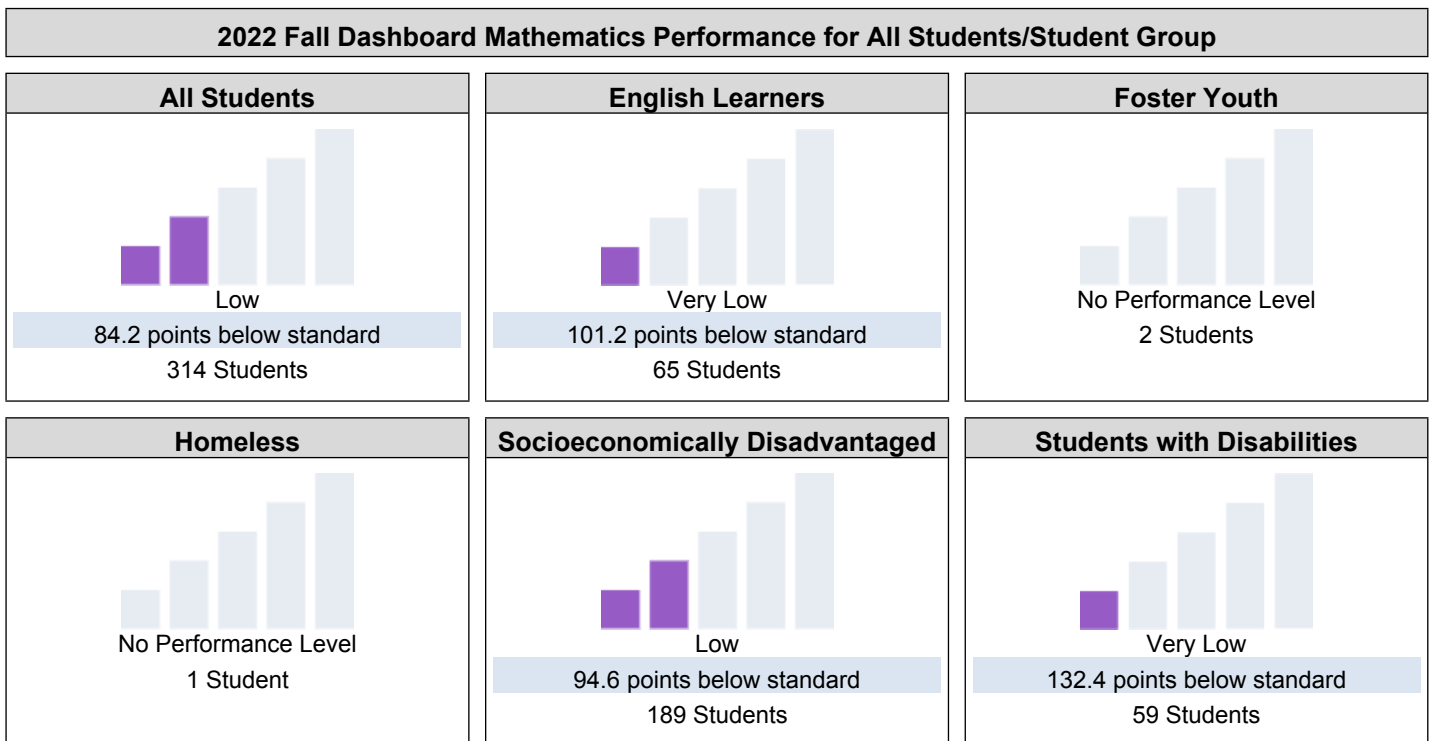 2022 Fall Dashboard Mathematics Performance for All Students/Student Group
All Students
Low
84.2 points below standard
314 Students
English Learners
Very Low
101.2 points below standard
65 Students
Foster Youth
No Performance Level
2 Students
Homeless
No Performance Level
1 Student
Socioeconomically Disadvantaged
Low
94.6 points below standard
189 Students
Students with Disabilities
Very Low
132.4 points below standard
59 Students